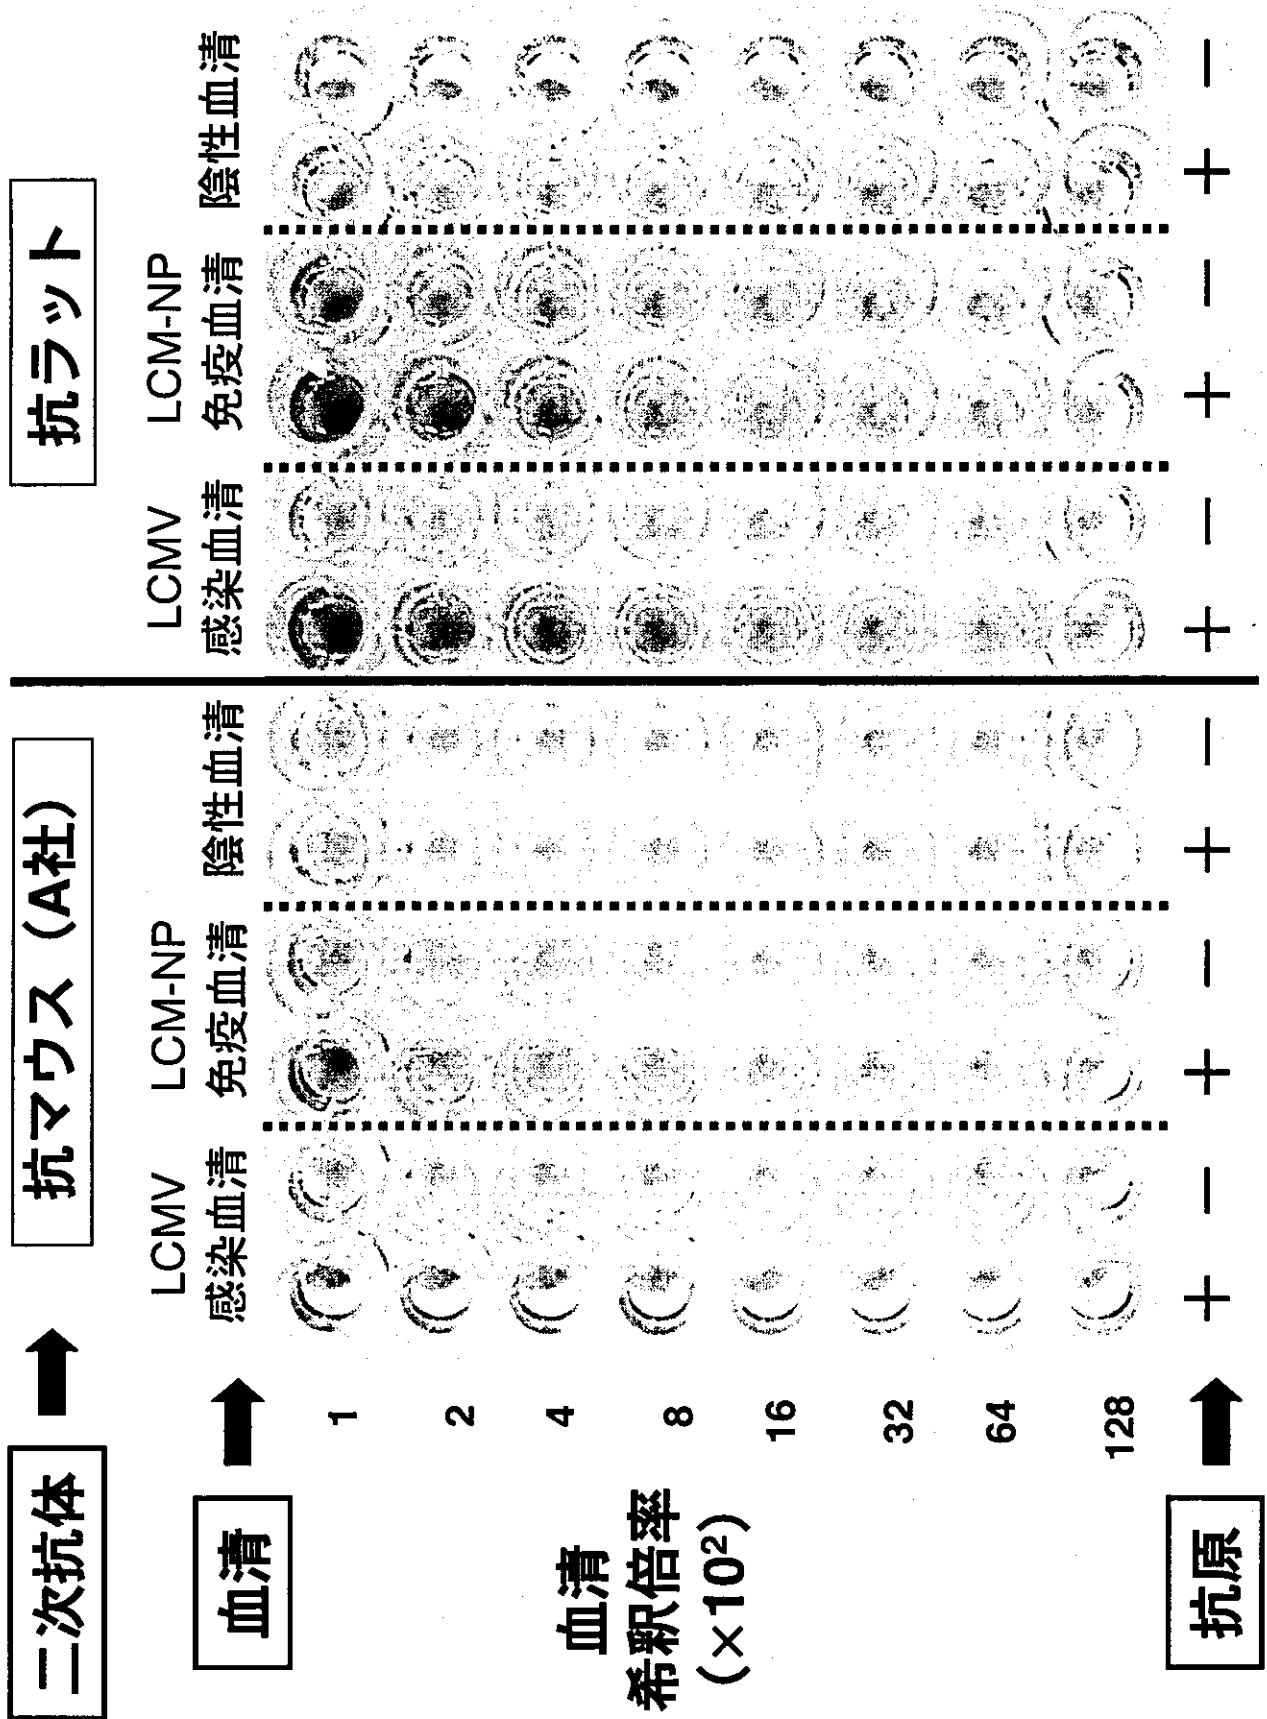 二次抗体
抗マウス（A社）
抗ラット
血清
LCMV
感染血清
LCM-NP
免疫血清
陰性血清
LCMV
感染血清
LCM-NP
免疫血清
陰性血清
血清
希釈倍率
（×10²）
1
2
4
8
16
32
64
128
抗原
+ − + − + − + − + − + −